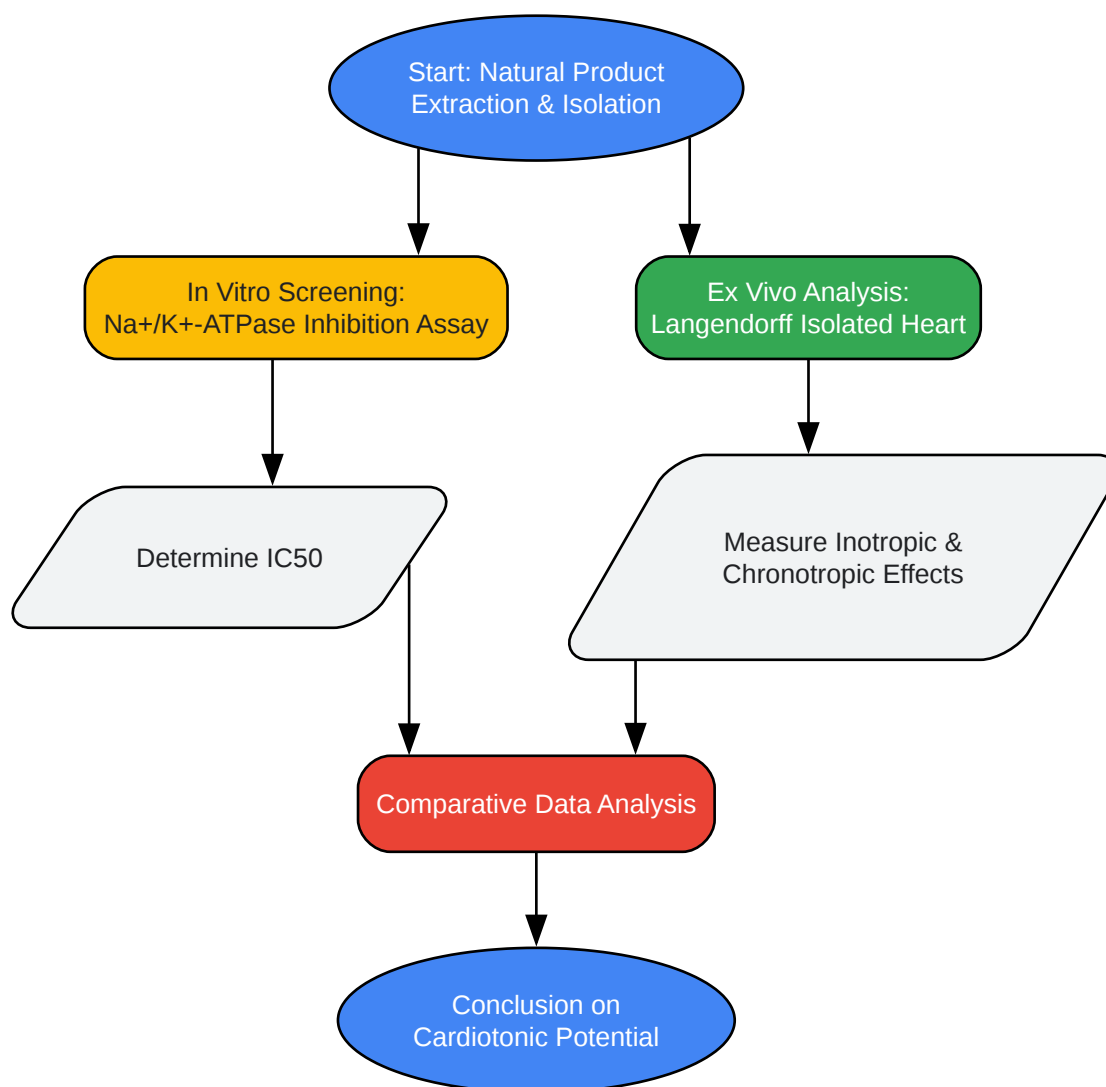 Start: Natural Product
Extraction & Isolation
In Vitro Screening:
Na+/K+-ATPase Inhibition Assay
Ex Vivo Analysis:
Langendorff Isolated Heart
Determine IC50
Measure Inotropic &
Chronotropic Effects
Comparative Data Analysis
Conclusion on
Cardiotonic Potential